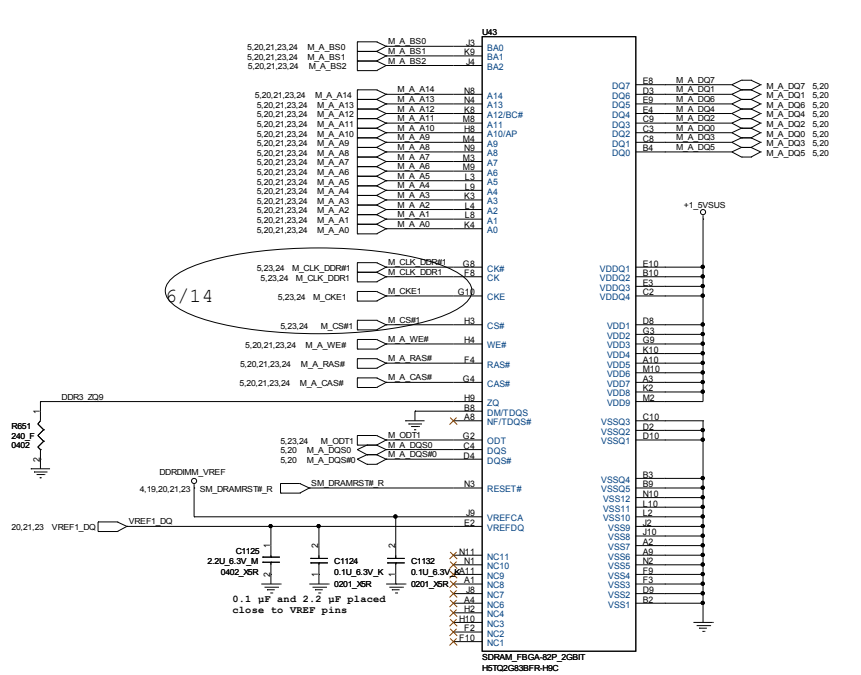 U43
5,20,21,23,24 M_A_BS0 M_A_BS0 J3 BA0
5,20,21,23,24 M_A_BS1 M_A_BS1 K9 BA1
5,20,21,23,24 M_A_BS2 M_A_BS2 J4 BA2
5,20,21,23,24 M_A_A14 M_A_A14 N8 A14
5,20,21,23,24 M_A_A13 M_A_A13 N4 A13
5,20,21,23,24 M_A_A12 M_A_A12 K8 A12/BC#
5,20,21,23,24 M_A_A11 M_A_A11 M8 A11
5,20,21,23,24 M_A_A10 M_A_A10 H8 A10/AP
5,20,21,23,24 M_A_A9 M_A_A9 M4 A9
5,20,21,23,24 M_A_A8 M_A_A8 N9 A8
5,20,21,23,24 M_A_A7 M_A_A7 M3 A7
5,20,21,23,24 M_A_A6 M_A_A6 M9 A6
5,20,21,23,24 M_A_A5 M_A_A5 L3 A5
5,20,21,23,24 M_A_A4 M_A_A4 L9 A4
5,20,21,23,24 M_A_A3 M_A_A3 K3 A3
5,20,21,23,24 M_A_A2 M_A_A2 L4 A2
5,20,21,23,24 M_A_A1 M_A_A1 L8 A1
5,20,21,23,24 M_A_A0 M_A_A0 K4 A0
DQ7 E8 M_A_DQ7 M_A_DQ7 5,20
DQ6 D3 M_A_DQ1 M_A_DQ1 5,20
DQ5 E9 M_A_DQ6 M_A_DQ6 5,20
DQ4 E4 M_A_DQ4 M_A_DQ4 5,20
DQ3 C9 M_A_DQ2 M_A_DQ2 5,20
DQ2 C3 M_A_DQ0 M_A_DQ0 5,20
DQ1 C8 M_A_DQ3 M_A_DQ3 5,20
DQ0 B4 M_A_DQ5 M_A_DQ5 5,20
+1_5VSUS
5,23,24 M_CLK_DDR#1 M_CLK_DDR#1 G8 CK#
5,23,24 M_CLK_DDR1 M_CLK_DDR1 F8 CK
6/14
5,23,24 M_CKE1 M_CKE1 G10 CKE
5,23,24 M_CS#1 M_CS#1 H3 CS#
5,20,21,23,24 M_A_WE# M_A_WE# H4 WE#
5,20,21,23,24 M_A_RAS# M_A_RAS# F4 RAS#
5,20,21,23,24 M_A_CAS# M_A_CAS# G4 CAS#
VDDQ1 E10
VDDQ2 B10
VDDQ3 E3
VDDQ4 C2
VDD1 D8
VDD2 G3
VDD3 G9
VDD4 K10
VDD5 A10
VDD6 M10
VDD7 A3
VDD8 K2
VDD9 M2
DDR3_ZQ9 H9 ZQ
B8 DM/TDQS
A8 NF/TDQS#
1
R651
240_F
0402
2
5,23,24 M_ODT1 M_ODT1 G2 ODT
5,20 M_A_DQS0 M_A_DQS0 C4 DQS
5,20 M_A_DQS#0 M_A_DQS#0 D4 DQS#
VSSQ3 C10
VSSQ2 D2
VSSQ1 D10
DDRDIMM_VREF
4,19,20,21,23 SM_DRAMRST#_R SM_DRAMRST#_R N3 RESET#
J9 VREFCA
20,21,23 VREF1_DQ VREF1_DQ E2 VREFDQ
VSSQ4 B3
VSSQ5 B9
VSS12 N10
VSS11 L10
VSS10 L2
VSS9 J2
VSS8 J10
VSS7 A2
VSS6 A9
VSS5 N2
VSS4 F9
VSS3 F3
VSS2 D9
VSS1 B2
1
C1125
2.2U_6.3V_M
0402_X5R
2
1
C1124
0.1U_6.3V_K
0201_X5R
2
1
C1132
0.1U_6.3V_K
0201_X5R
2
0.1 µF and 2.2 µF placed
close to VREF pins
N11 NC11
N1 NC10
A11 NC9
A1 NC8
J8 NC7
A4 NC6
H2 NC4
H10 NC3
F2 NC2
F10 NC1
SDRAM_FBGA-82P_2GBIT
H5TQ2G83BFR-H9C